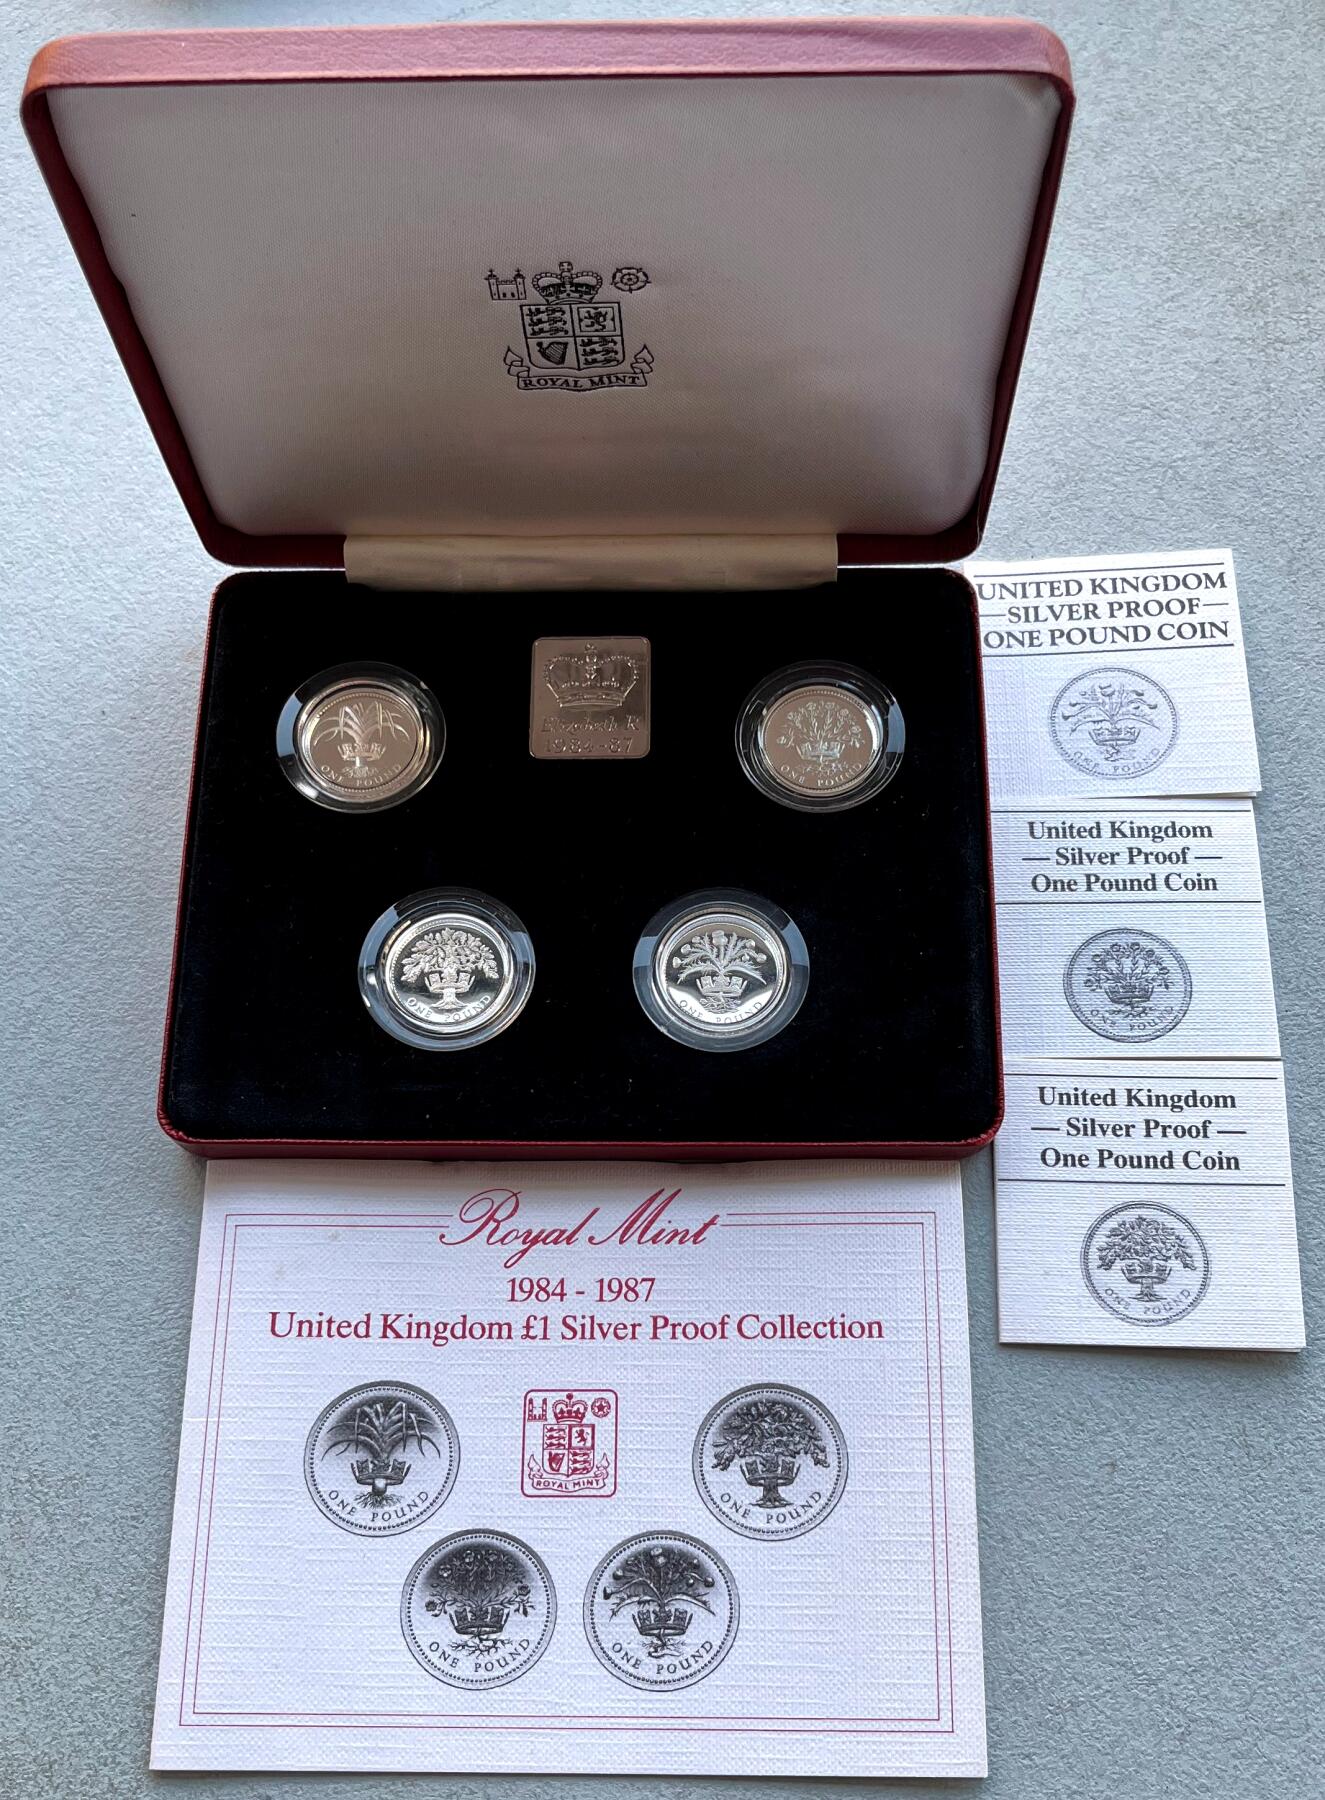 ROYAL MINT
Elizabeth R
1984-87
ONE POUND
ONE POUND
ONE POUND
ONE POUND
UNITED KINGDOM
—SILVER PROOF—
ONE POUND COIN
ONE POUND
United Kingdom
— Silver Proof —
One Pound Coin
ONE POUND
United Kingdom
— Silver Proof —
One Pound Coin
ONE POUND
Royal Mint
1984 - 1987
United Kingdom £1 Silver Proof Collection
ROYAL MINT
ONE POUND
ONE POUND
ONE POUND
ONE POUND